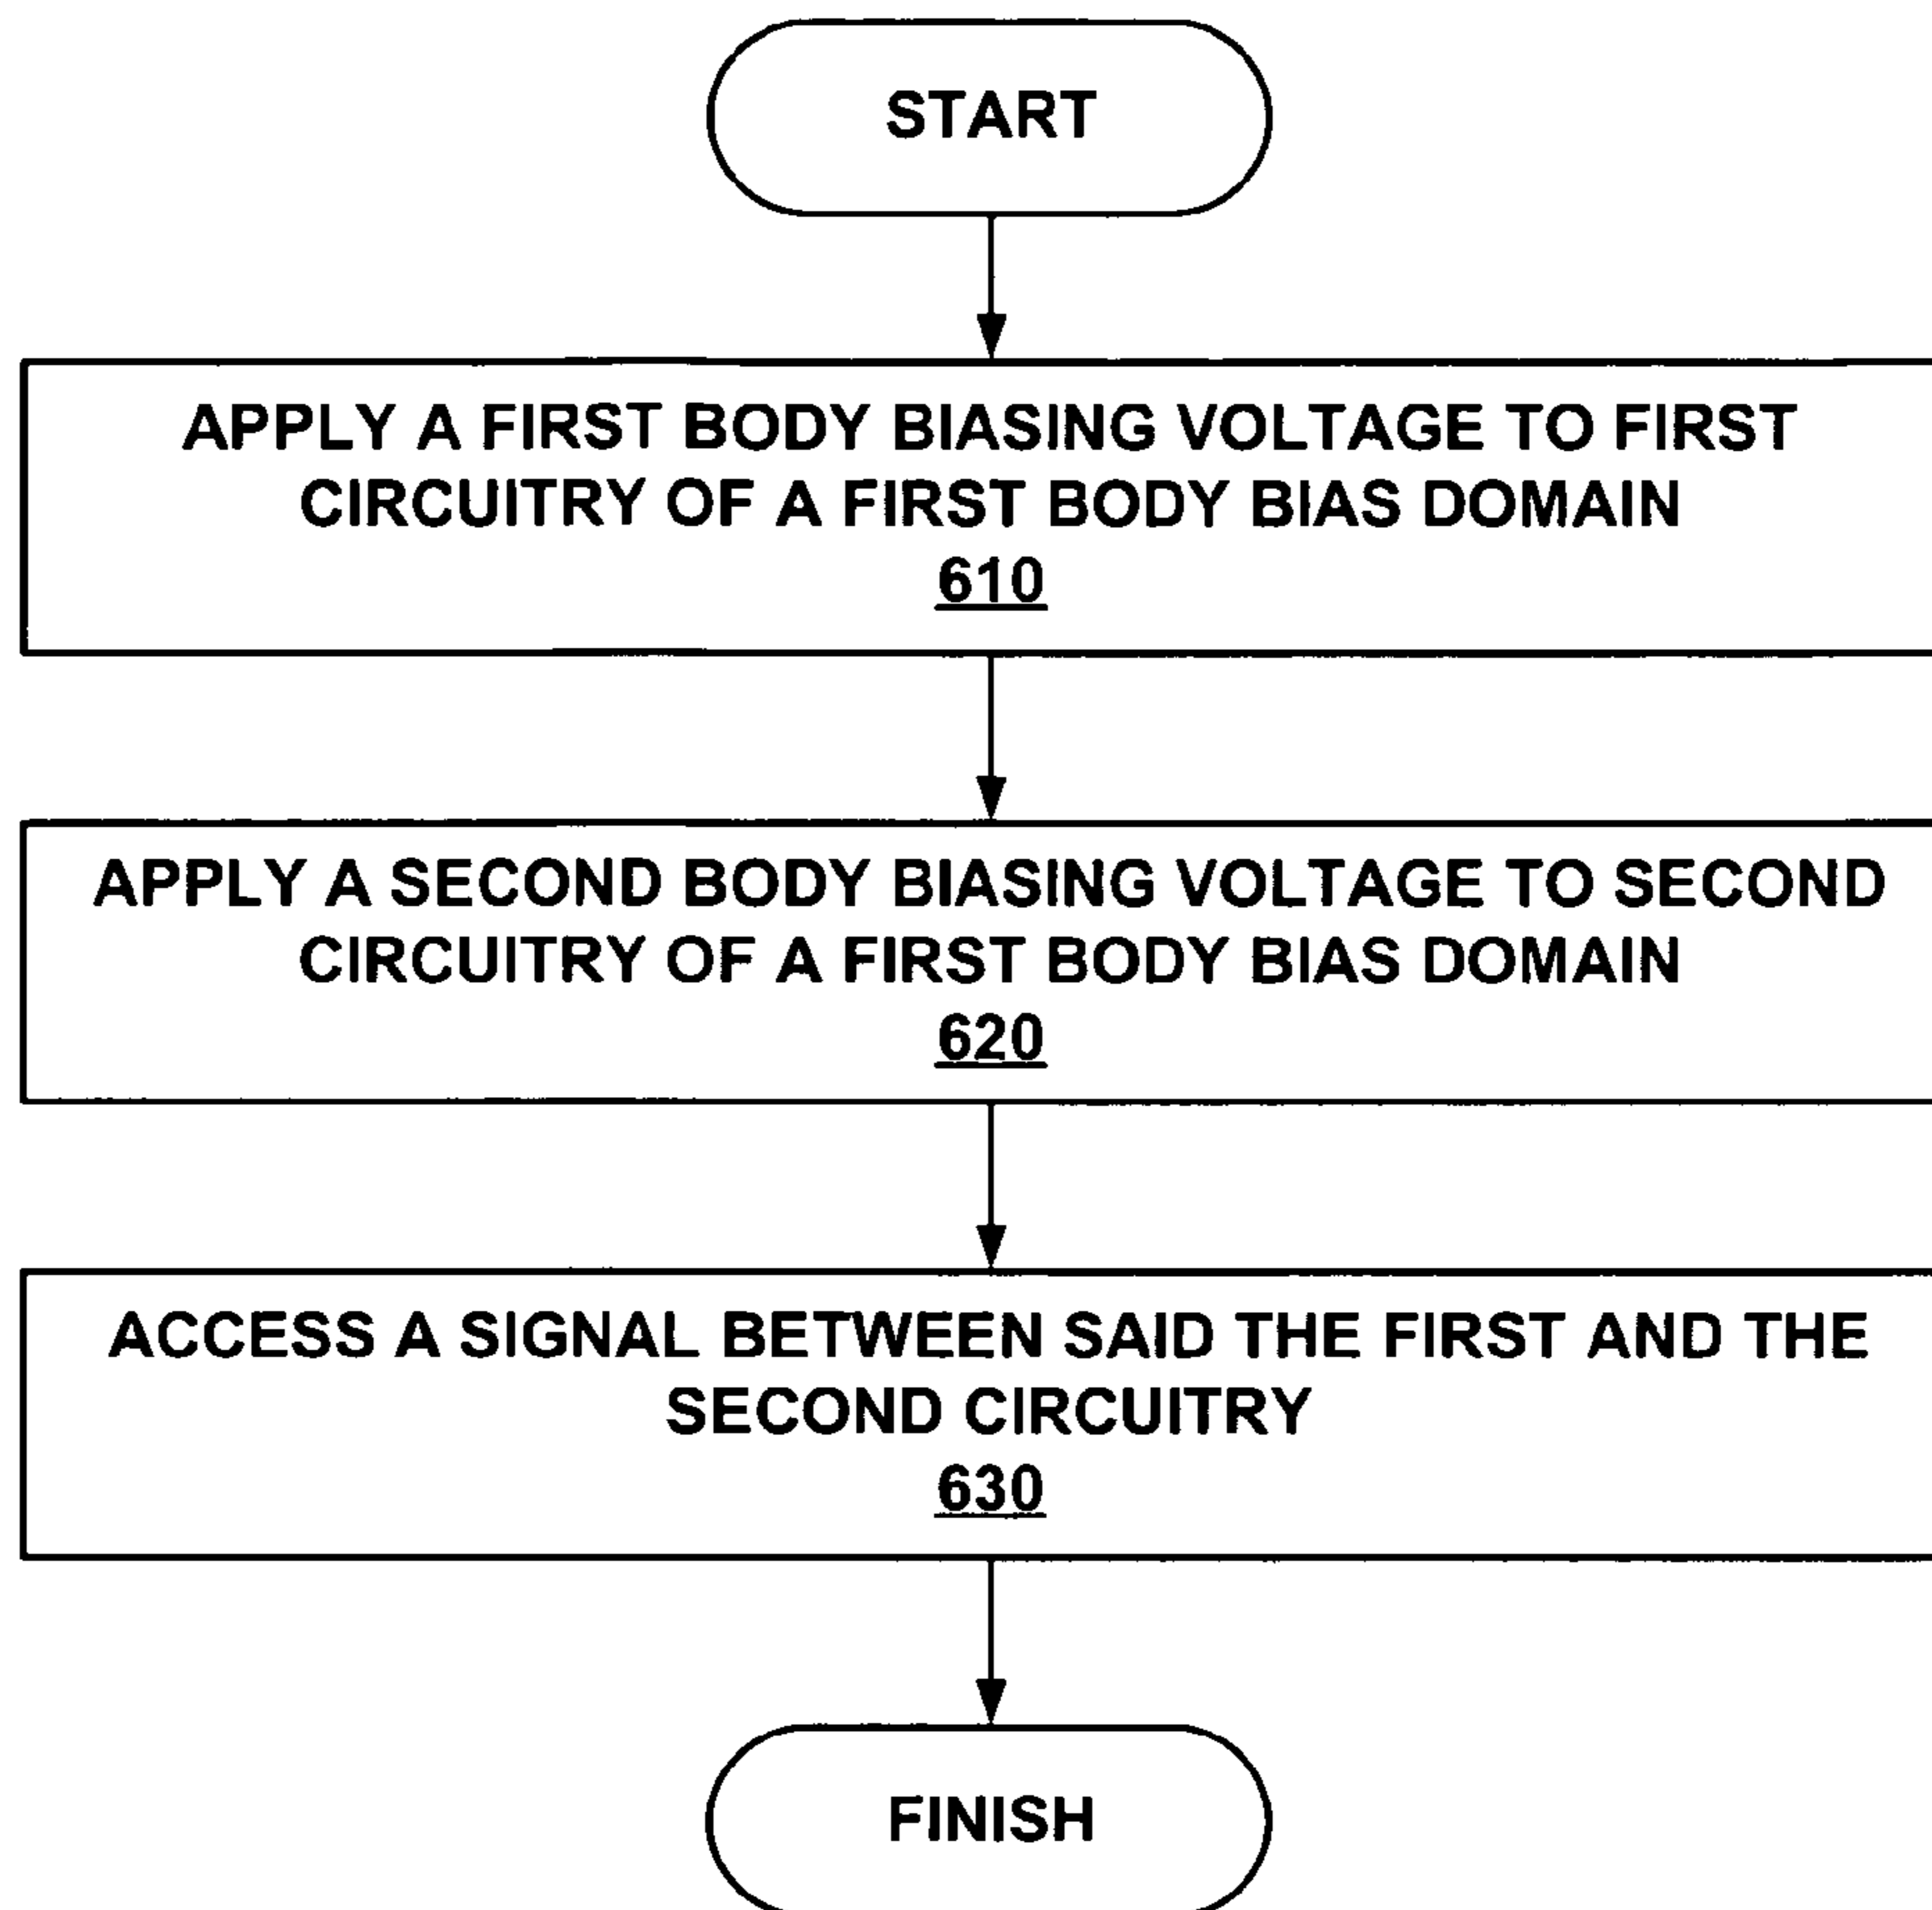 START
APPLY A FIRST BODY BIASING VOLTAGE TO FIRST
CIRCUITRY OF A FIRST BODY BIAS DOMAIN
610
APPLY A SECOND BODY BIASING VOLTAGE TO SECOND
CIRCUITRY OF A FIRST BODY BIAS DOMAIN
620
ACCESS A SIGNAL BETWEEN SAID THE FIRST AND THE
SECOND CIRCUITRY
630
FINISH